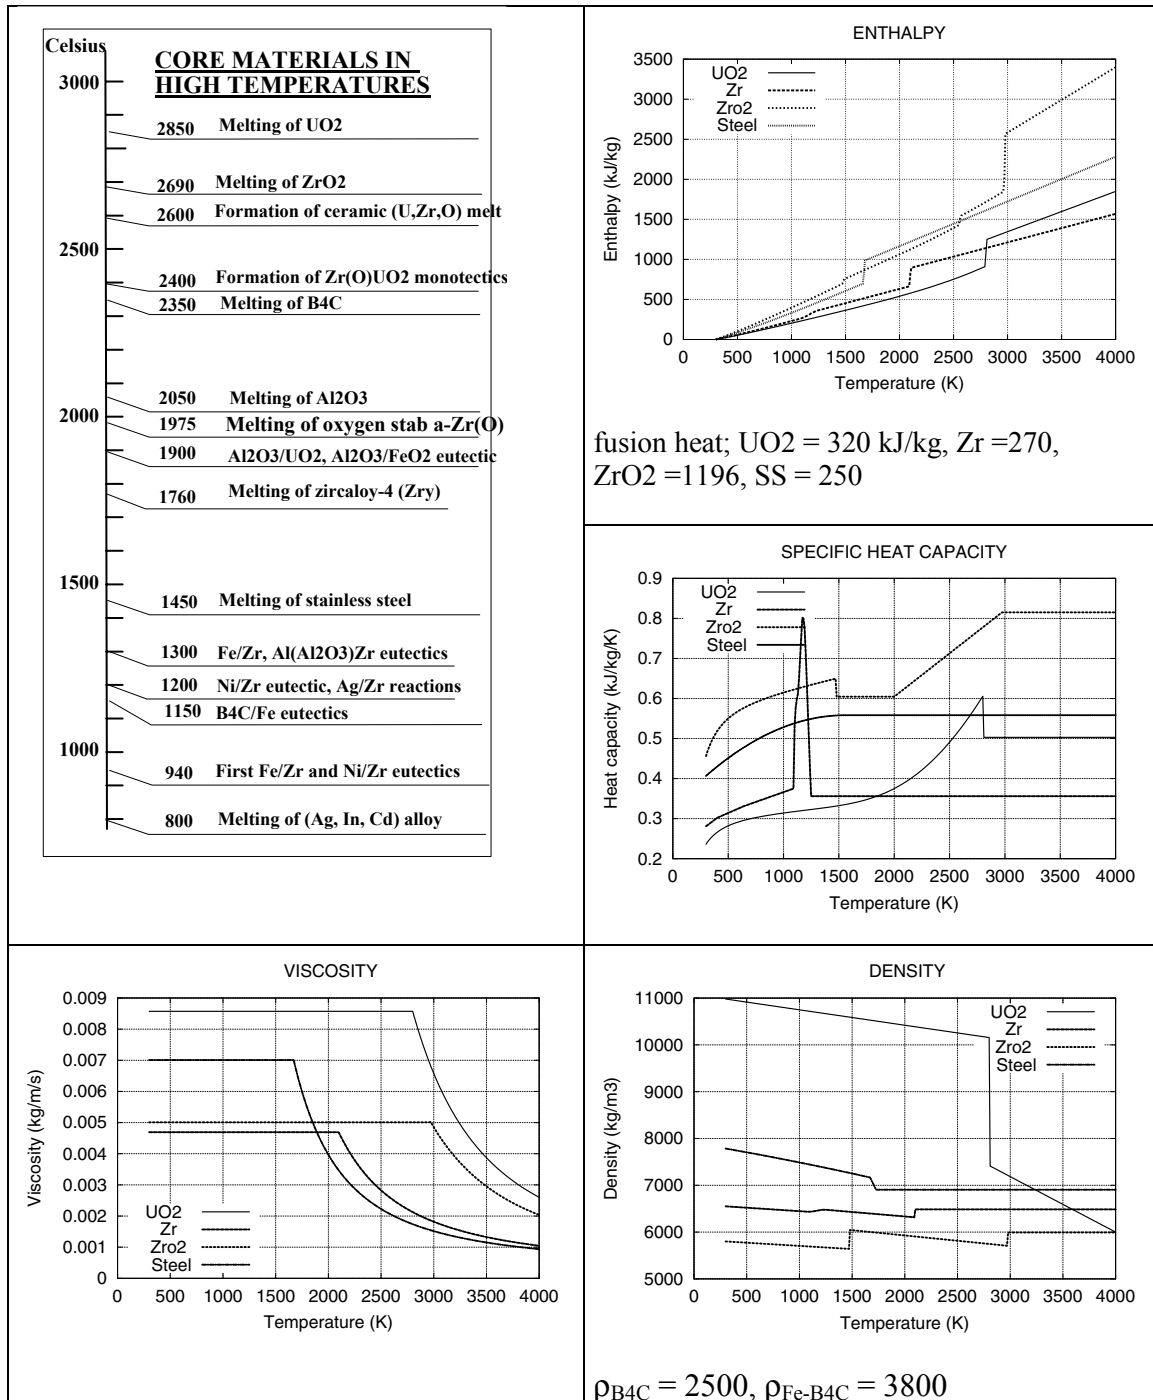 Celsius
CORE MATERIALS IN
HIGH TEMPERATURES
3000
2850 Melting of UO2
2690 Melting of ZrO2
2600 Formation of ceramic (U,Zr,O) melt
2500
2400 Formation of Zr(O)UO2 monotectics
2350 Melting of B4C
2050 Melting of Al2O3
2000
1975 Melting of oxygen stab a-Zr(O)
1900 Al2O3/UO2, Al2O3/FeO2 eutectic
1760 Melting of zircaloy-4 (Zry)
1500
1450 Melting of stainless steel
1300 Fe/Zr, Al(Al2O3)Zr eutectics
1200 Ni/Zr eutectic, Ag/Zr reactions
1150 B4C/Fe eutectics
1000
940 First Fe/Zr and Ni/Zr eutectics
800 Melting of (Ag, In, Cd) alloy
ENTHALPY
Enthalpy (kJ/kg)
3500
3000
2500
2000
1500
1000
500
0
UO2
Zr
Zro2
Steel
0 500 1000 1500 2000 2500 3000 3500 4000
Temperature (K)
fusion heat; UO2 = 320 kJ/kg, Zr =270,
ZrO2 =1196, SS = 250
SPECIFIC HEAT CAPACITY
Heat capacity (kJ/kg/K)
0.9
0.8
0.7
0.6
0.5
0.4
0.3
0.2
UO2
Zr
Zro2
Steel
0 500 1000 1500 2000 2500 3000 3500 4000
Temperature (K)
VISCOSITY
Viscosity (kg/m/s)
0.009
0.008
0.007
0.006
0.005
0.004
0.003
0.002
0.001
0
UO2
Zr
Zro2
Steel
0 500 1000 1500 2000 2500 3000 3500 4000
Temperature (K)
DENSITY
Density (kg/m3)
11000
10000
9000
8000
7000
6000
5000
UO2
Zr
Zro2
Steel
0 500 1000 1500 2000 2500 3000 3500 4000
Temperature (K)
ρB4C = 2500, ρFe-B4C = 3800